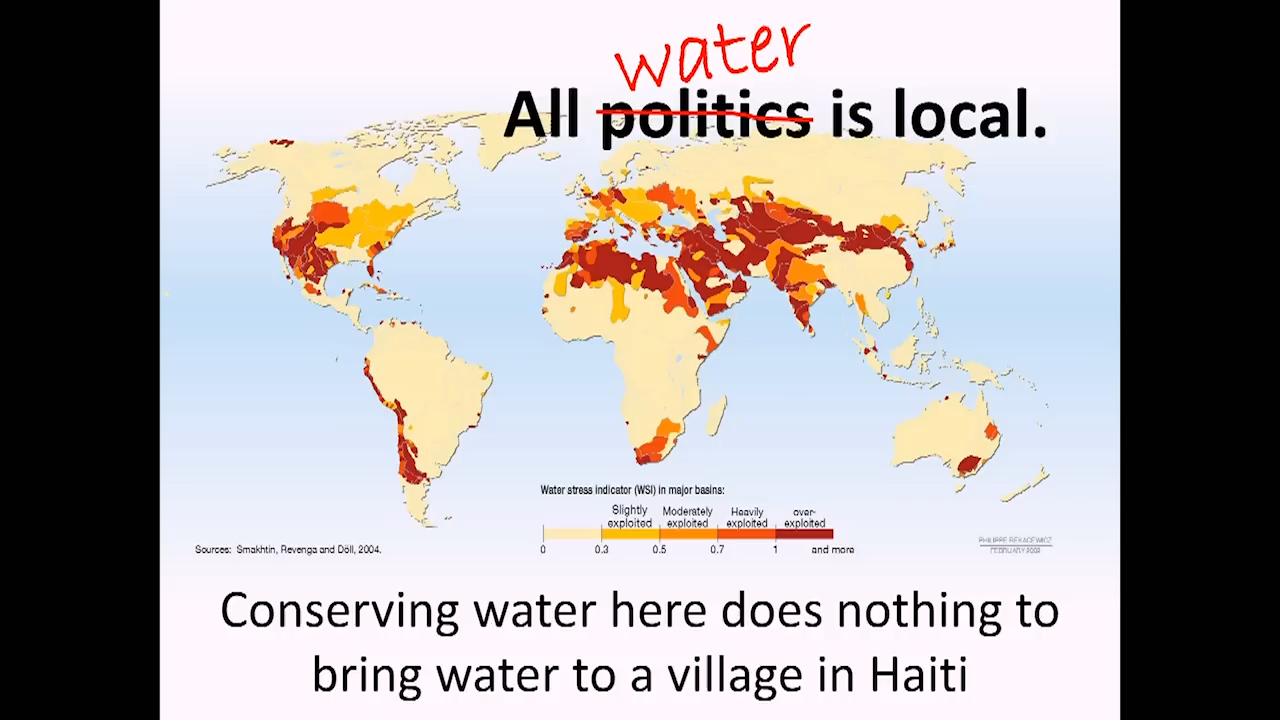 water
All politics is local.
Water stress indicator (WSI) in major basins:
Slightly exploited
Moderately exploited
Heavily exploited
over-exploited
0 0.3 0.5 0.7 1 and more
Sources: Smakhtin, Revenga and Döll, 2004.
PHILIPPE REKACEWICZ
Conserving water here does nothing to
bring water to a village in Haiti